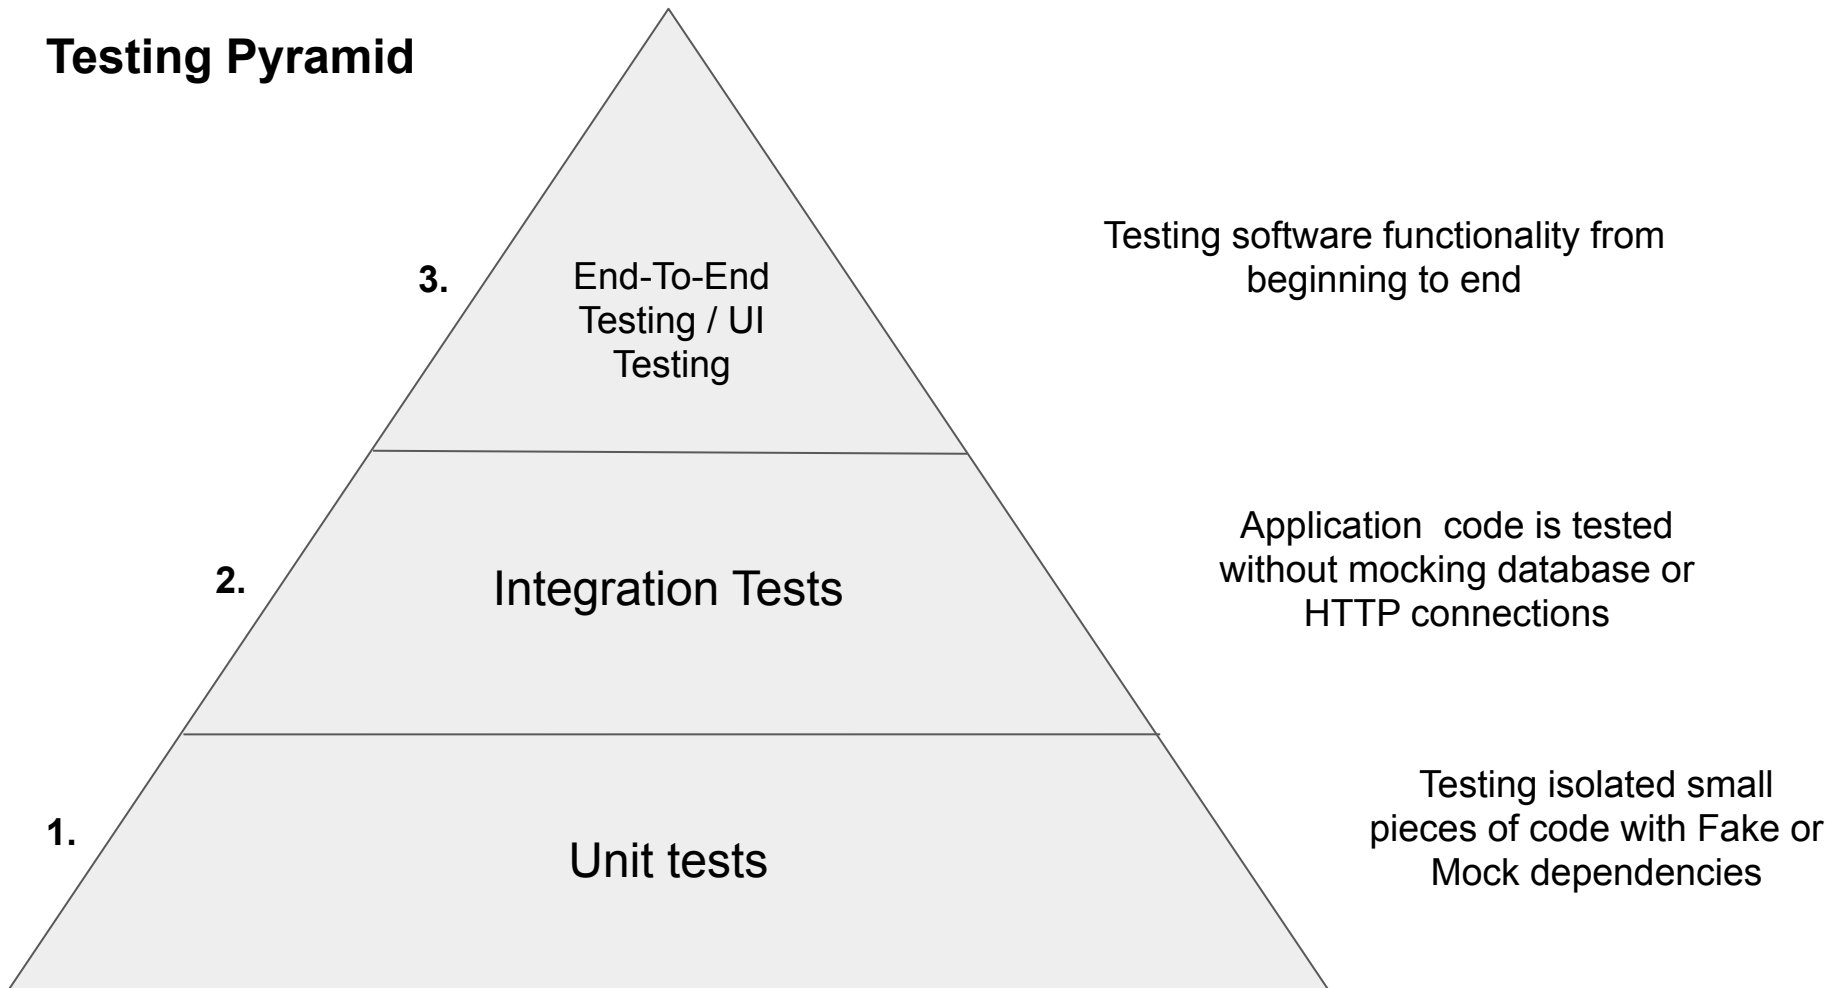 Testing Pyramid
3.
End-To-End
Testing / UI
Testing
Testing software functionality from
beginning to end
2.
Integration Tests
Application  code is tested
without mocking database or
HTTP connections
1.
Unit tests
Testing isolated small
pieces of code with Fake or
Mock dependencies